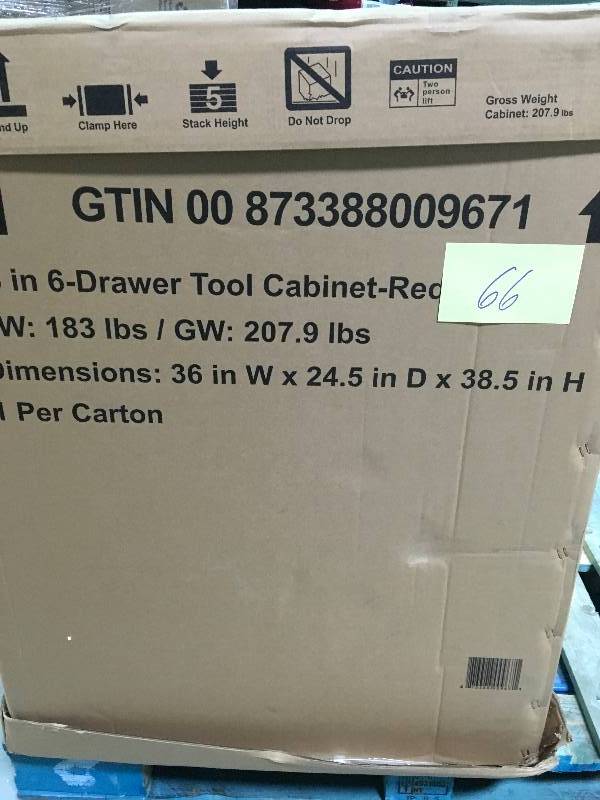 nd Up
Clamp Here
5
Stack Height
Do Not Drop
CAUTION
Two
person
lift
Gross Weight
Cabinet: 207.9 lbs
GTIN 00 873388009671
in 6-Drawer Tool Cabinet-Red
66
W: 183 lbs / GW: 207.9 lbs
Dimensions: 36 in W x 24.5 in D x 38.5 in H
1 Per Carton